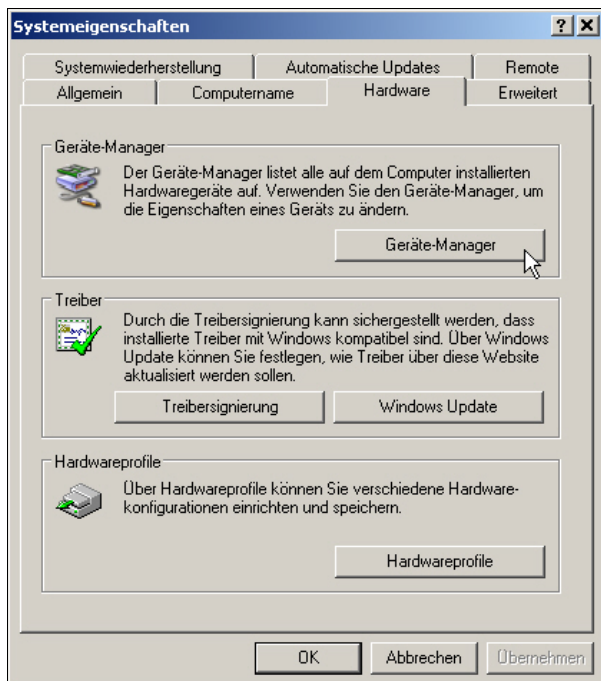 Systemeigenschaften
Systemwiederherstellung Automatische Updates Remote
Allgemein Computername Hardware Erweitert
Geräte-Manager
Der Geräte-Manager listet alle auf dem Computer installierten
Hardwaregeräte auf. Verwenden Sie den Geräte-Manager, um
die Eigenschaften eines Geräts zu ändern.
Geräte-Manager
Treiber
Durch die Treibersignierung kann sichergestellt werden, dass
installierte Treiber mit Windows kompatibel sind. Über Windows
Update können Sie festlegen, wie Treiber über diese Website
aktualisiert werden sollen.
Treibersignierung Windows Update
Hardwareprofile
Über Hardwareprofile können Sie verschiedene Hardware-
konfigurationen einrichten und speichern.
Hardwareprofile
OK Abbrechen Übernehmen